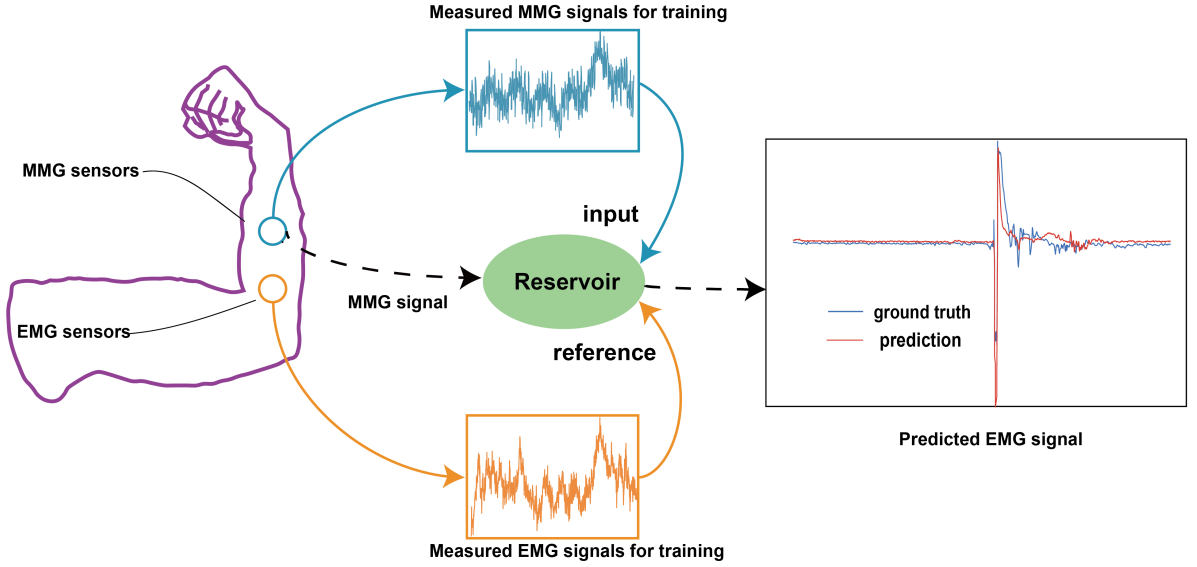 Measured MMG signals for training
MMG sensors
input
Reservoir
MMG signal
EMG sensors
reference
ground truth
prediction
Predicted EMG signal
Measured EMG signals for training